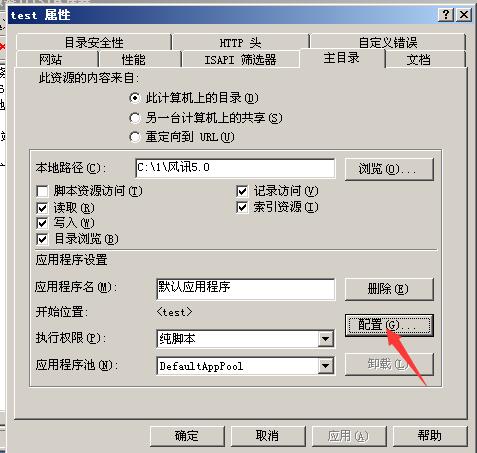 test 属性
目录安全性 HTTP 头 自定义错误
网站 性能 ISAPI 筛选器 主目录 文档
此资源的内容来自:
此计算机上的目录(D)
另一台计算机上的共享(S)
重定向到 URL(U)
本地路径(C): C:\1\风讯5.0 浏览(O)...
脚本资源访问(T) 记录访问(V)
读取(R) 索引资源(I)
写入(W)
目录浏览(B)
应用程序设置
应用程序名(M): 默认应用程序 删除(E)
开始位置: <test>
配置(G)...
执行权限(P): 纯脚本
应用程序池(N): DefaultAppPool 卸载(L)
确定 取消 应用(A) 帮助